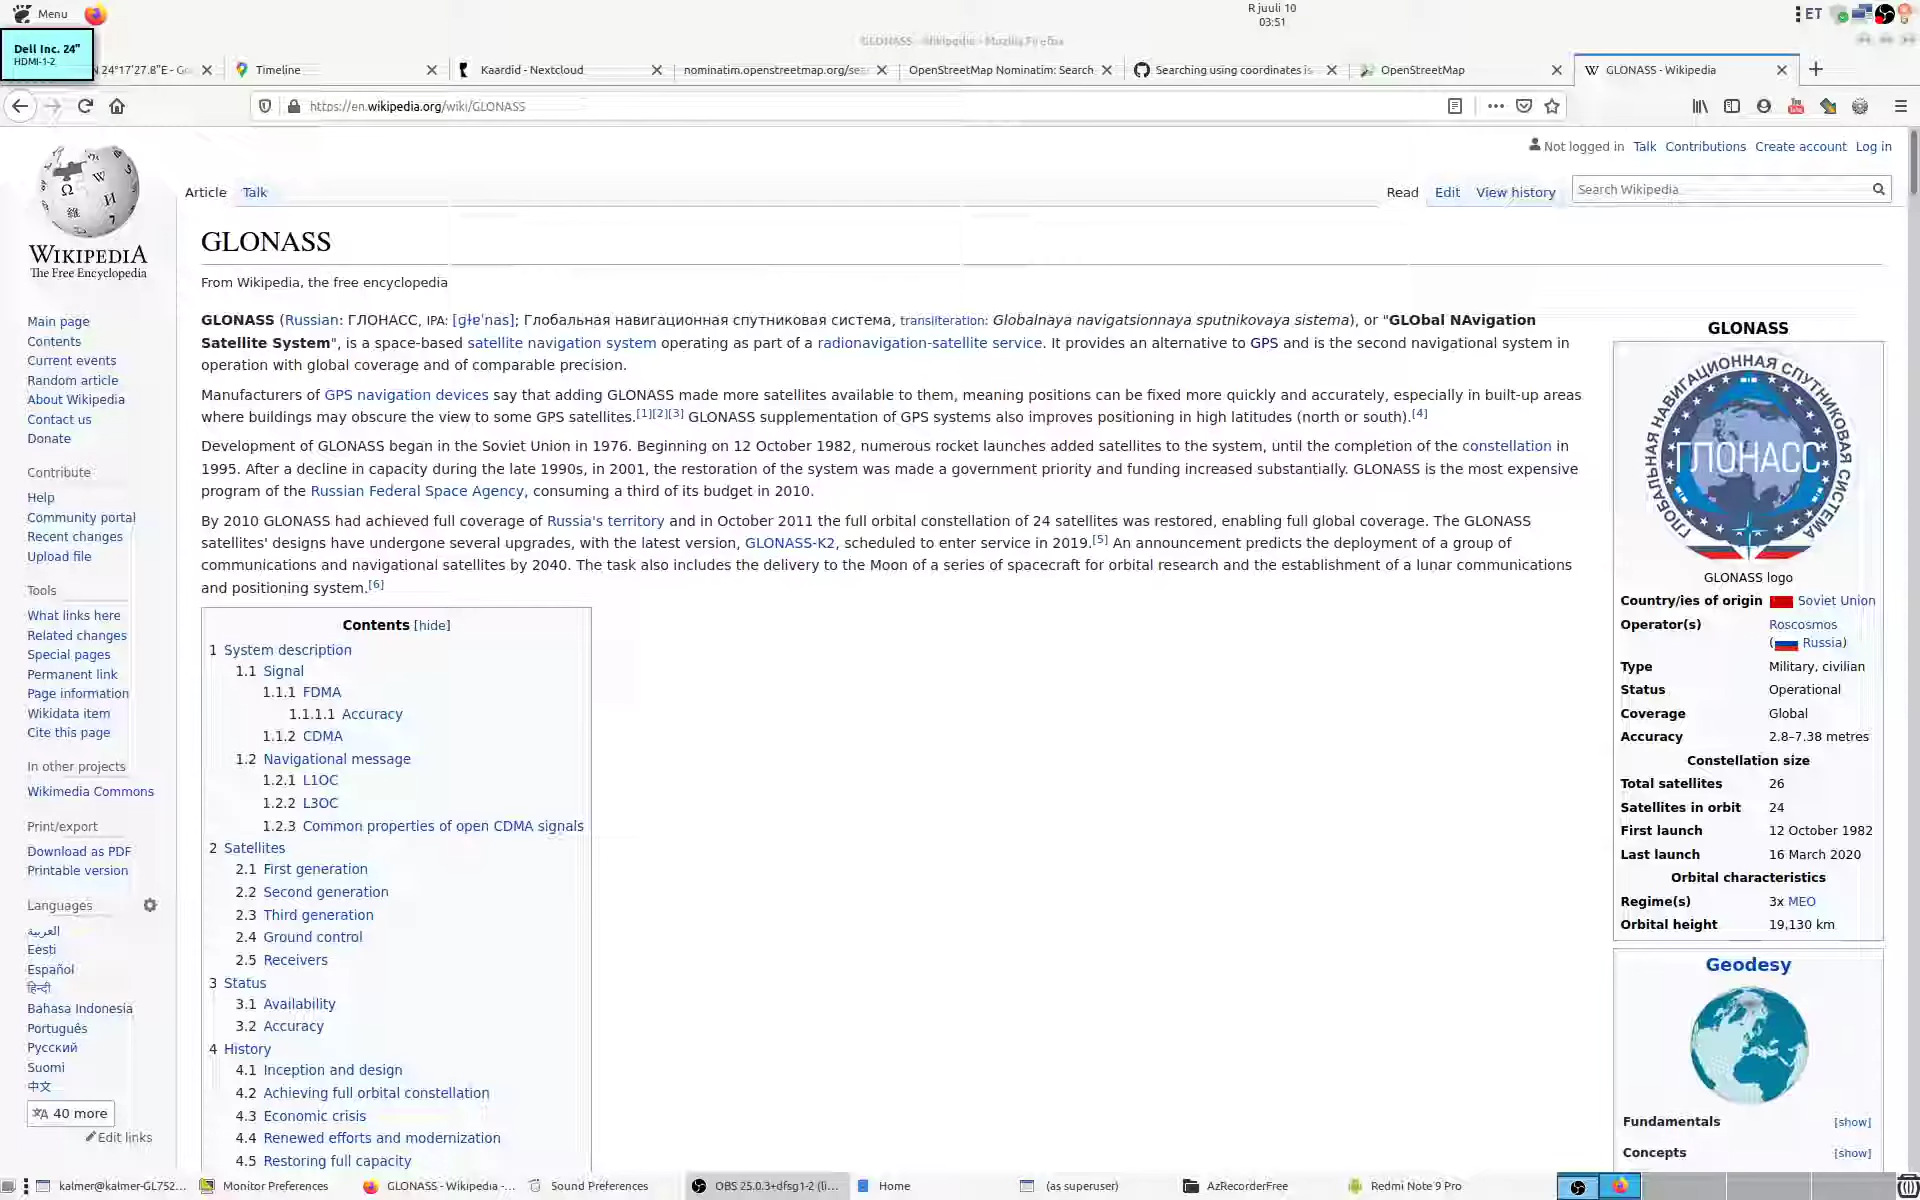 Menu
R juuli 10
03:51
ET
Dell Inc. 24"
HDMI-1-2
GLONASS - Wikipedia - Mozilla Firefox
N 24°17'27.8"E - Go
Timeline
Kaardid - Nextcloud
nominatim.openstreetmap.org/sea
OpenStreetMap Nominatim: Search
Searching using coordinates is
OpenStreetMap
GLONASS - Wikipedia
https://en.wikipedia.org/wiki/GLONASS
Not logged in Talk Contributions Create account Log in
Article Talk
Read Edit View history
Search Wikipedia
WIKIPEDIA
The Free Encyclopedia
Main page
Contents
Current events
Random article
About Wikipedia
Contact us
Donate
Contribute
Help
Community portal
Recent changes
Upload file
Tools
What links here
Related changes
Special pages
Permanent link
Page information
Wikidata item
Cite this page
In other projects
Wikimedia Commons
Print/export
Download as PDF
Printable version
Languages
العربية
Eesti
Español
हिन्दी
Bahasa Indonesia
Português
Русский
Suomi
中文
40 more
Edit links
GLONASS
From Wikipedia, the free encyclopedia
GLONASS (Russian: ГЛОНАСС, IPA: [ɡɫɐˈnas]; Глобальная навигационная спутниковая система, transliteration: Globalnaya navigatsionnaya sputnikovaya sistema), or "GLObal NAvigation
Satellite System", is a space-based satellite navigation system operating as part of a radionavigation-satellite service. It provides an alternative to GPS and is the second navigational system in
operation with global coverage and of comparable precision.
Manufacturers of GPS navigation devices say that adding GLONASS made more satellites available to them, meaning positions can be fixed more quickly and accurately, especially in built-up areas
where buildings may obscure the view to some GPS satellites.[1][2][3] GLONASS supplementation of GPS systems also improves positioning in high latitudes (north or south).[4]
Development of GLONASS began in the Soviet Union in 1976. Beginning on 12 October 1982, numerous rocket launches added satellites to the system, until the completion of the constellation in
1995. After a decline in capacity during the late 1990s, in 2001, the restoration of the system was made a government priority and funding increased substantially. GLONASS is the most expensive
program of the Russian Federal Space Agency, consuming a third of its budget in 2010.
By 2010 GLONASS had achieved full coverage of Russia's territory and in October 2011 the full orbital constellation of 24 satellites was restored, enabling full global coverage. The GLONASS
satellites' designs have undergone several upgrades, with the latest version, GLONASS-K2, scheduled to enter service in 2019.[5] An announcement predicts the deployment of a group of
communications and navigational satellites by 2040. The task also includes the delivery to the Moon of a series of spacecraft for orbital research and the establishment of a lunar communications
and positioning system.[6]
Contents [hide]
1 System description
1.1 Signal
1.1.1 FDMA
1.1.1.1 Accuracy
1.1.2 CDMA
1.2 Navigational message
1.2.1 L1OC
1.2.2 L3OC
1.2.3 Common properties of open CDMA signals
2 Satellites
2.1 First generation
2.2 Second generation
2.3 Third generation
2.4 Ground control
2.5 Receivers
3 Status
3.1 Availability
3.2 Accuracy
4 History
4.1 Inception and design
4.2 Achieving full orbital constellation
4.3 Economic crisis
4.4 Renewed efforts and modernization
4.5 Restoring full capacity
GLONASS
ГЛОБАЛЬНАЯ НАВИГАЦИОННАЯ СПУТНИКОВАЯ СИСТЕМА
ГЛОНАСС
GLONASS logo
Country/ies of origin Soviet Union
Operator(s) Roscosmos
(Russia)
Type Military, civilian
Status Operational
Coverage Global
Accuracy 2.8–7.38 metres
Constellation size
Total satellites 26
Satellites in orbit 24
First launch 12 October 1982
Last launch 16 March 2020
Orbital characteristics
Regime(s) 3x MEO
Orbital height 19,130 km
Geodesy
Fundamentals [show]
Concepts [show]
kalmer@kalmer-GL752...
Monitor Preferences
GLONASS - Wikipedia -...
Sound Preferences
OBS 25.0.3+dfsg1-2 (li...
Home
(as superuser)
AzRecorderFree
Redmi Note 9 Pro